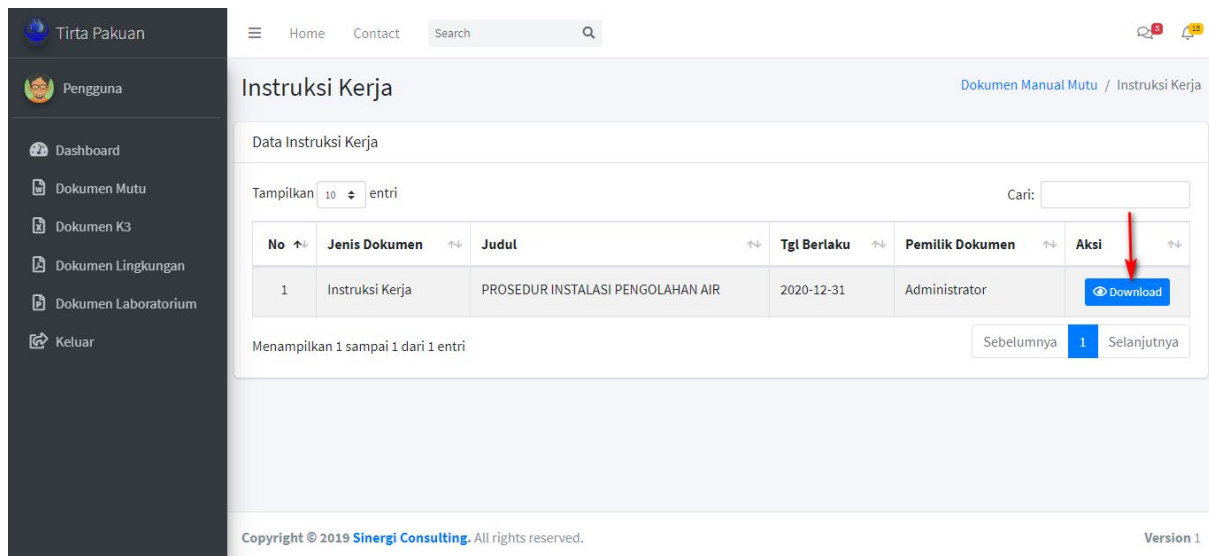 Tirta Pakuan
Home Contact Search
3 15
Pengguna
Instruksi Kerja
Dokumen Manual Mutu / Instruksi Kerja
Dashboard
Dokumen Mutu
Dokumen K3
Dokumen Lingkungan
Dokumen Laboratorium
Keluar
Data Instruksi Kerja
Tampilkan 10 entri
Cari:
No Jenis Dokumen Judul Tgl Berlaku Pemilik Dokumen Aksi
1 Instruksi Kerja PROSEDUR INSTALASI PENGOLAHAN AIR 2020-12-31 Administrator Download
Menampilkan 1 sampai 1 dari 1 entri
Sebelumnya 1 Selanjutnya
Copyright © 2019 Sinergi Consulting. All rights reserved.
Version 1